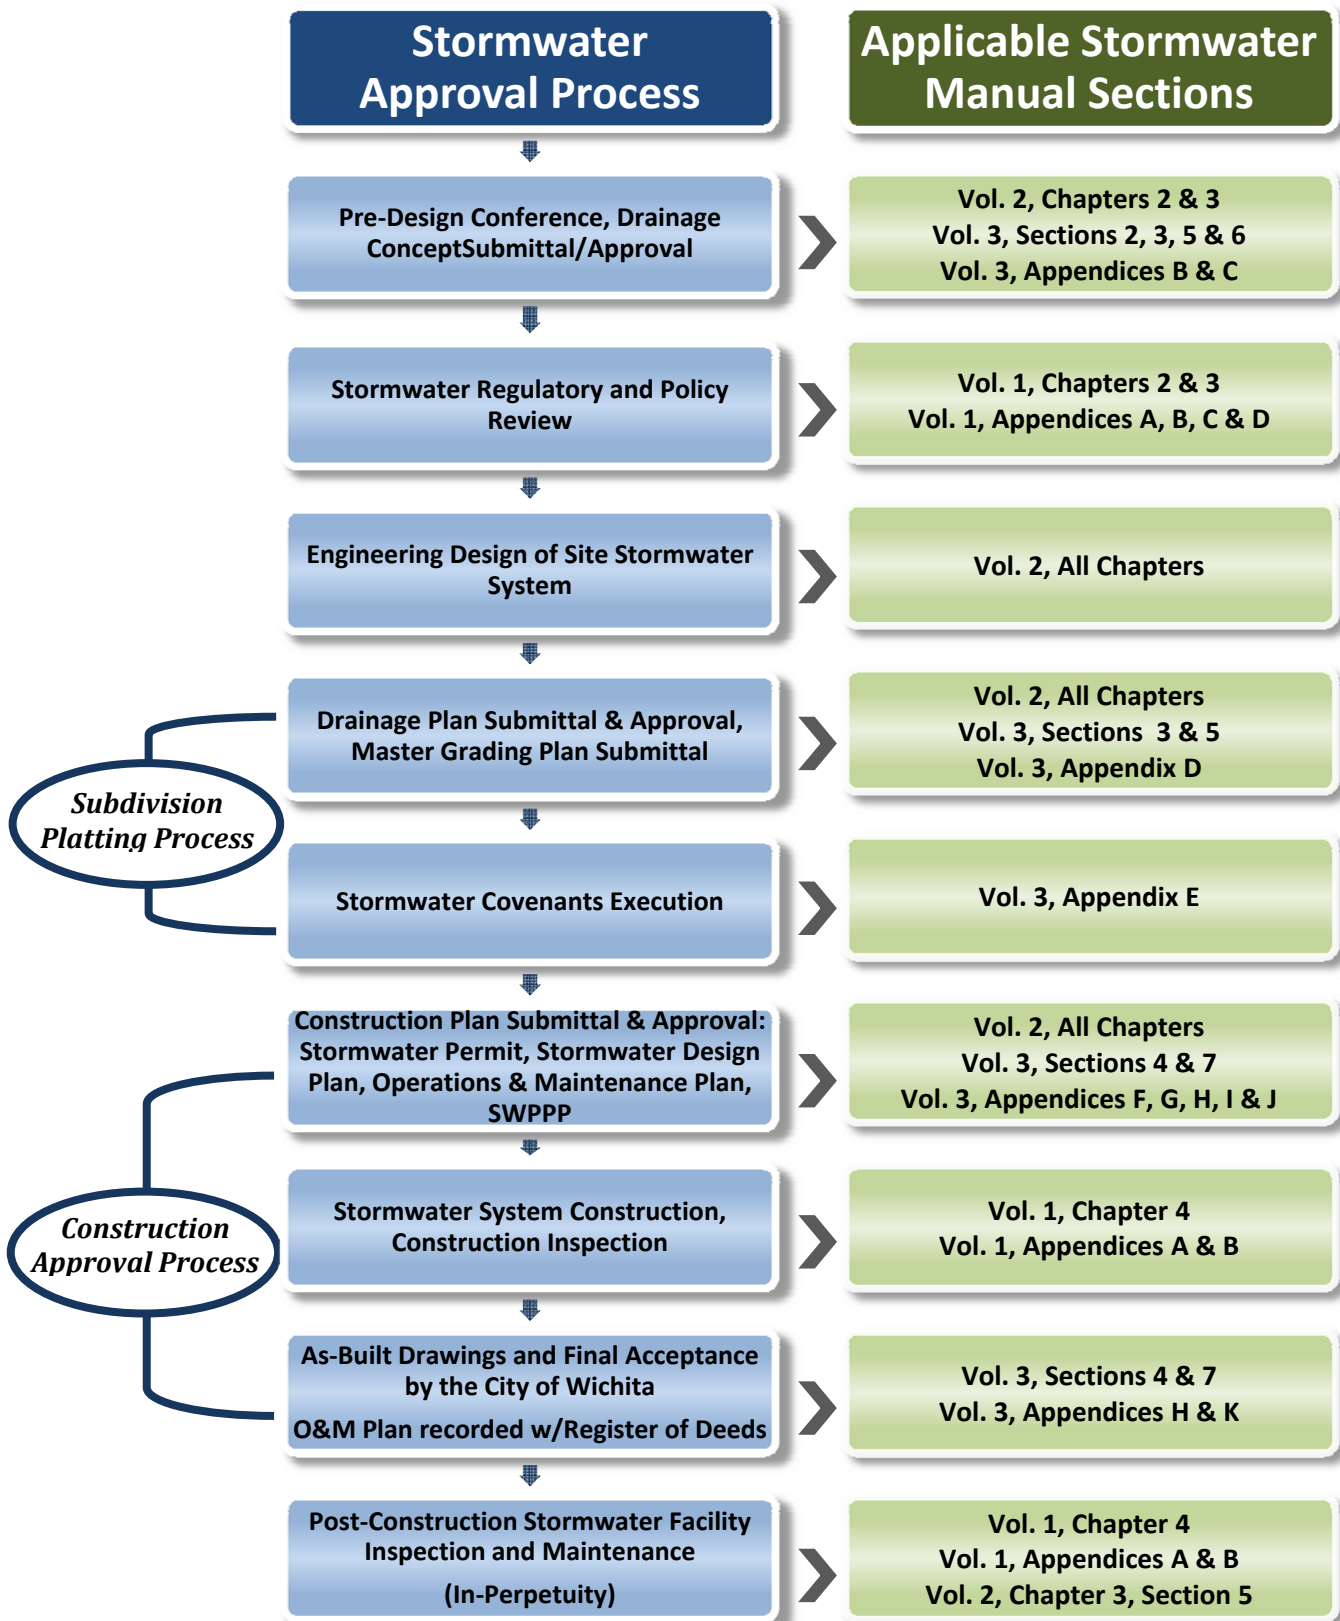 Stormwater
Approval Process
Applicable Stormwater
Manual Sections
Pre-Design Conference, Drainage
ConceptSubmittal/Approval
Vol. 2, Chapters 2 & 3
Vol. 3, Sections 2, 3, 5 & 6
Vol. 3, Appendices B & C
Stormwater Regulatory and Policy
Review
Vol. 1, Chapters 2 & 3
Vol. 1, Appendices A, B, C & D
Engineering Design of Site Stormwater
System
Vol. 2, All Chapters
Subdivision
Platting Process
Drainage Plan Submittal & Approval,
Master Grading Plan Submittal
Vol. 2, All Chapters
Vol. 3, Sections 3 & 5
Vol. 3, Appendix D
Stormwater Covenants Execution
Vol. 3, Appendix E
Construction
Approval Process
Construction Plan Submittal & Approval:
Stormwater Permit, Stormwater Design
Plan, Operations & Maintenance Plan,
SWPPP
Vol. 2, All Chapters
Vol. 3, Sections 4 & 7
Vol. 3, Appendices F, G, H, I & J
Stormwater System Construction,
Construction Inspection
Vol. 1, Chapter 4
Vol. 1, Appendices A & B
As-Built Drawings and Final Acceptance
by the City of Wichita
O&M Plan recorded w/Register of Deeds
Vol. 3, Sections 4 & 7
Vol. 3, Appendices H & K
Post-Construction Stormwater Facility
Inspection and Maintenance
(In-Perpetuity)
Vol. 1, Chapter 4
Vol. 1, Appendices A & B
Vol. 2, Chapter 3, Section 5